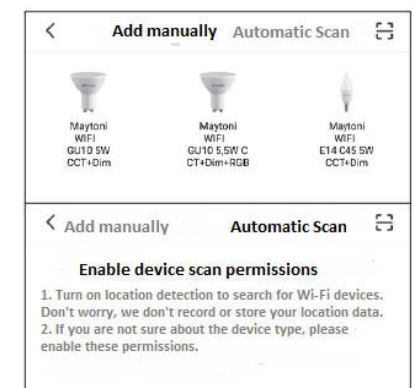 Add manually Automatic Scan
Maytoni
WIFI
GU10 5W
CCT+Dim
Maytoni
WIFI
GU10 5,5W C
CT+Dim+RGB
Maytoni
WIFI
E14 C45 5W
CCT+Dim
Add manually Automatic Scan
Enable device scan permissions
1. Turn on location detection to search for Wi-Fi devices.
Don't worry, we don't record or store your location data.
2. If you are not sure about the device type, please
enable these permissions.